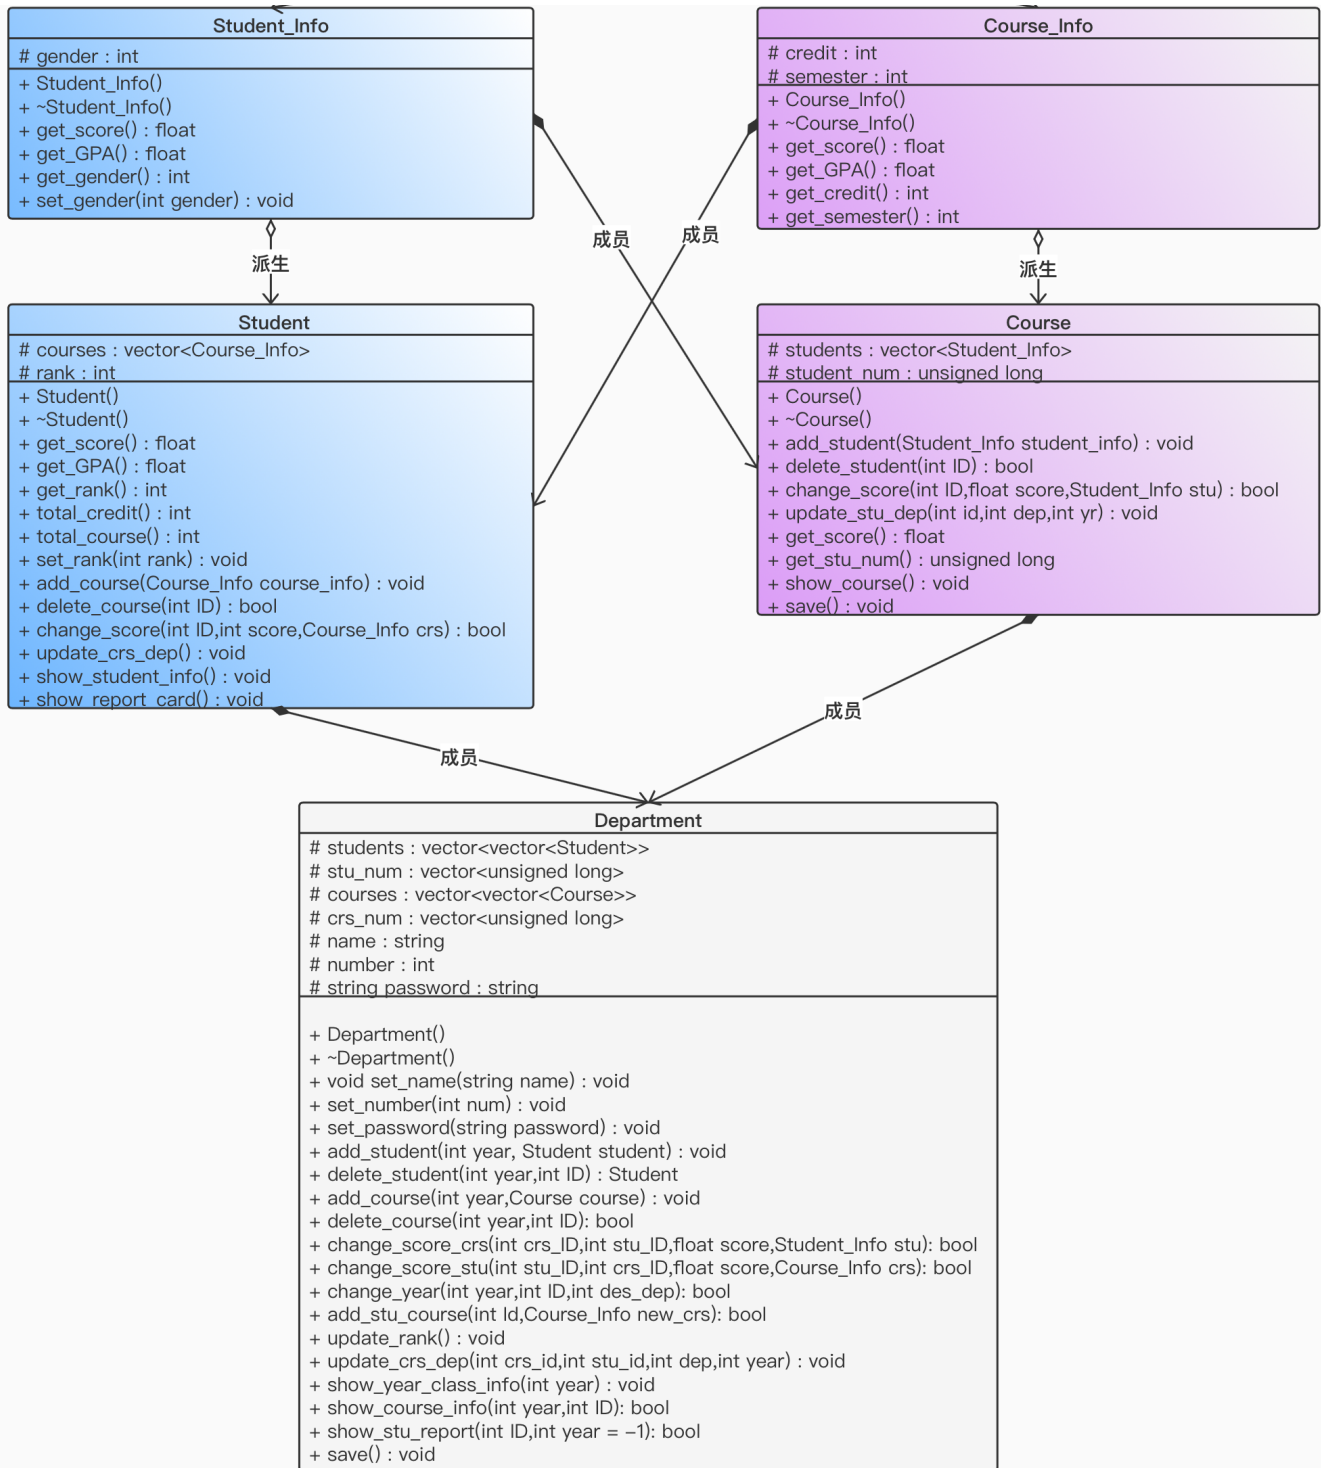 Student_Info
# gender : int
+ Student_Info()
+ ~Student_Info()
+ get_score() : float
+ get_GPA() : float
+ get_gender() : int
+ set_gender(int gender) : void
Course_Info
# credit : int
# semester : int
+ Course_Info()
+ ~Course_Info()
+ get_score() : float
+ get_GPA() : float
+ get_credit() : int
+ get_semester() : int
成员
成员
派生
派生
Student
# courses : vector<Course_Info>
# rank : int
+ Student()
+ ~Student()
+ get_score() : float
+ get_GPA() : float
+ get_rank() : int
+ total_credit() : int
+ total_course() : int
+ set_rank(int rank) : void
+ add_course(Course_Info course_info) : void
+ delete_course(int ID) : bool
+ change_score(int ID,int score,Course_Info crs) : bool
+ update_crs_dep() : void
+ show_student_info() : void
+ show_report_card() : void
Course
# students : vector<Student_Info>
# student_num : unsigned long
+ Course()
+ ~Course()
+ add_student(Student_Info student_info) : void
+ delete_student(int ID) : bool
+ change_score(int ID,float score,Student_Info stu) : bool
+ update_stu_dep(int id,int dep,int yr) : void
+ get_score() : float
+ get_stu_num() : unsigned long
+ show_course() : void
+ save() : void
成员
成员
Department
# students : vector<vector<Student>>
# stu_num : vector<unsigned long>
# courses : vector<vector<Course>>
# crs_num : vector<unsigned long>
# name : string
# number : int
# string password : string
+ Department()
+ ~Department()
+ void set_name(string name) : void
+ set_number(int num) : void
+ set_password(string password) : void
+ add_student(int year, Student student) : void
+ delete_student(int year,int ID) : Student
+ add_course(int year,Course course) : void
+ delete_course(int year,int ID): bool
+ change_score_crs(int crs_ID,int stu_ID,float score,Student_Info stu): bool
+ change_score_stu(int stu_ID,int crs_ID,float score,Course_Info crs): bool
+ change_year(int year,int ID,int des_dep): bool
+ add_stu_course(int Id,Course_Info new_crs): bool
+ update_rank() : void
+ update_crs_dep(int crs_id,int stu_id,int dep,int year) : void
+ show_year_class_info(int year) : void
+ show_course_info(int year,int ID): bool
+ show_stu_report(int ID,int year = -1): bool
+ save() : void